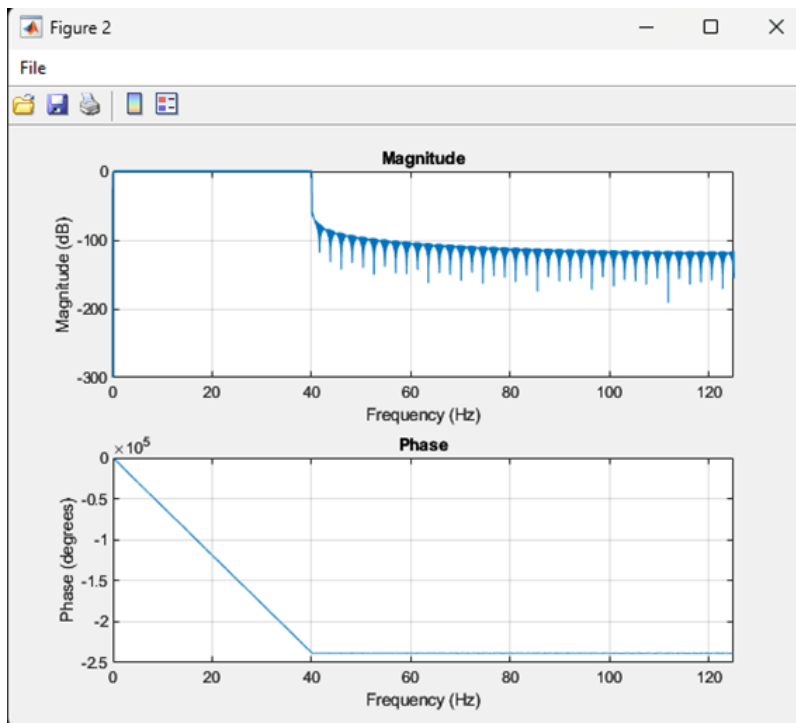 Figure 2
File
Magnitude
0
-100
-200
-300
Magnitude (dB)
0 20 40 60 80 100 120
Frequency (Hz)
×10⁵
Phase
0
-0.5
-1
-1.5
-2
-2.5
Phase (degrees)
0 20 40 60 80 100 120
Frequency (Hz)